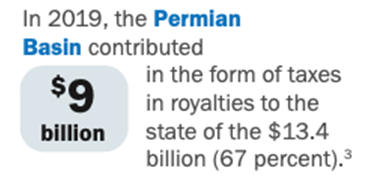 In 2019, the Permian
Basin contributed
$9
billion
in the form of taxes
in royalties to the
state of the $13.4
billion (67 percent).³